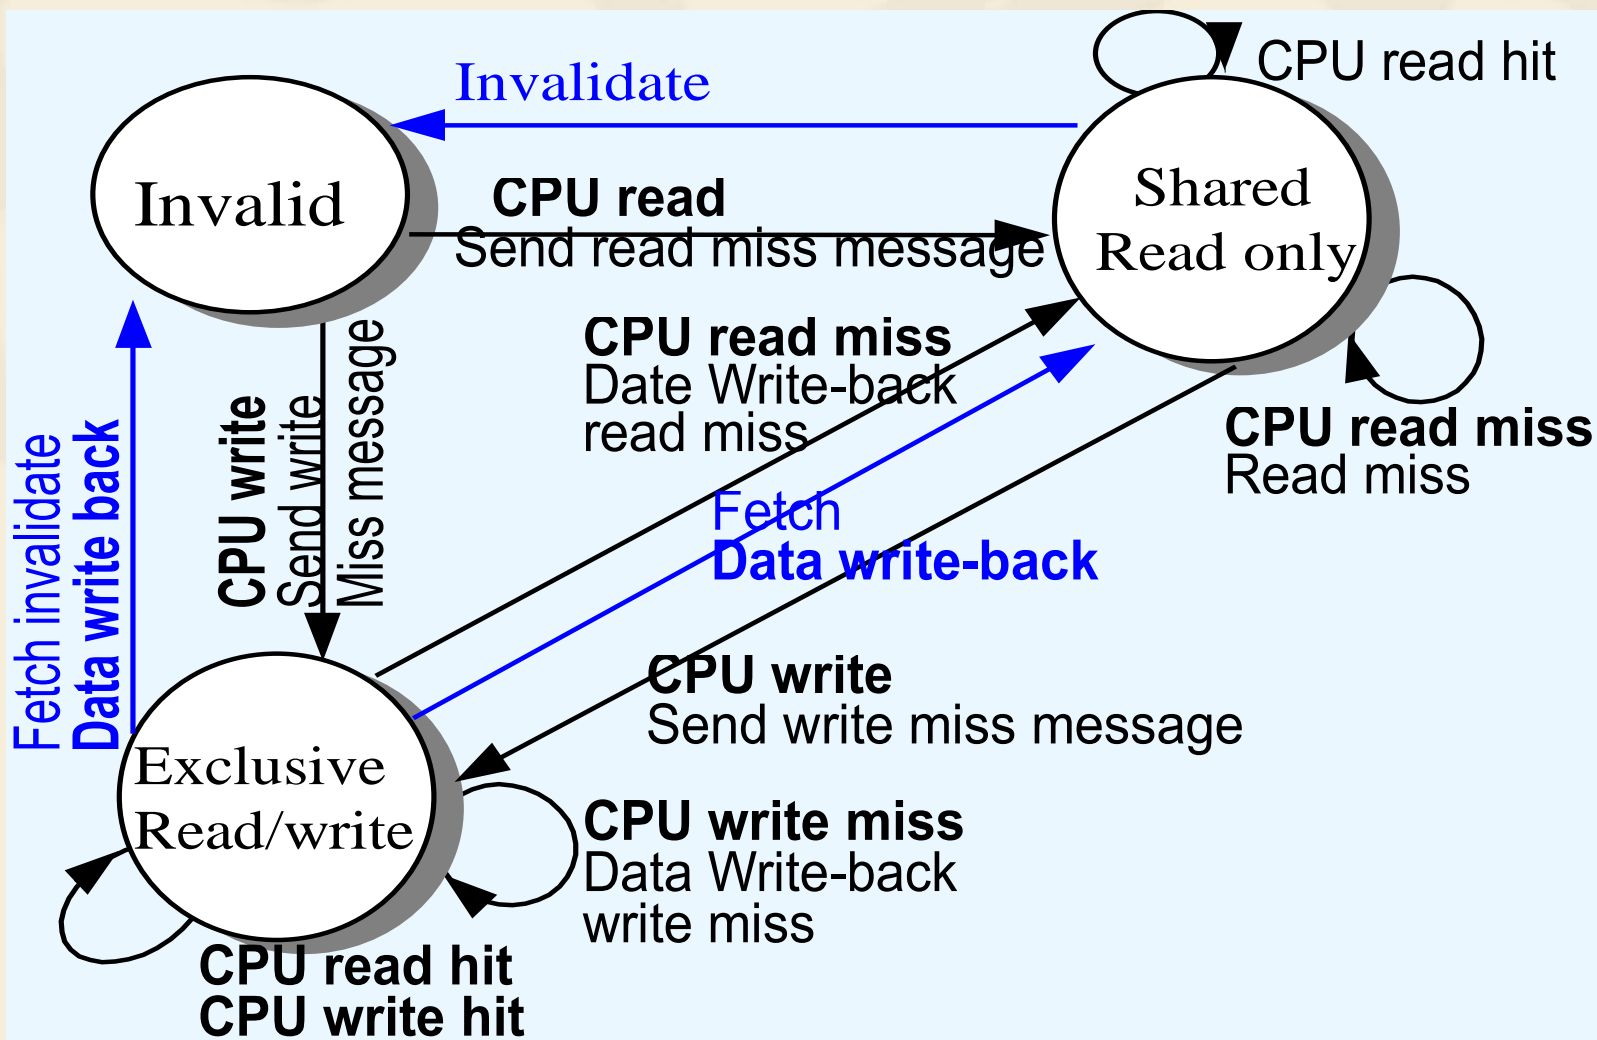 Invalidate
CPU read hit
Invalid
CPU read
Send read miss message
Shared
Read only
CPU read miss
Date Write-back
read miss
CPU read miss
Read miss
Fetch invalidate
Data write back
CPU write
Send write
Miss message
Fetch
Data write-back
CPU write
Send write miss message
Exclusive
Read/write
CPU write miss
Data Write-back
write miss
CPU read hit
CPU write hit